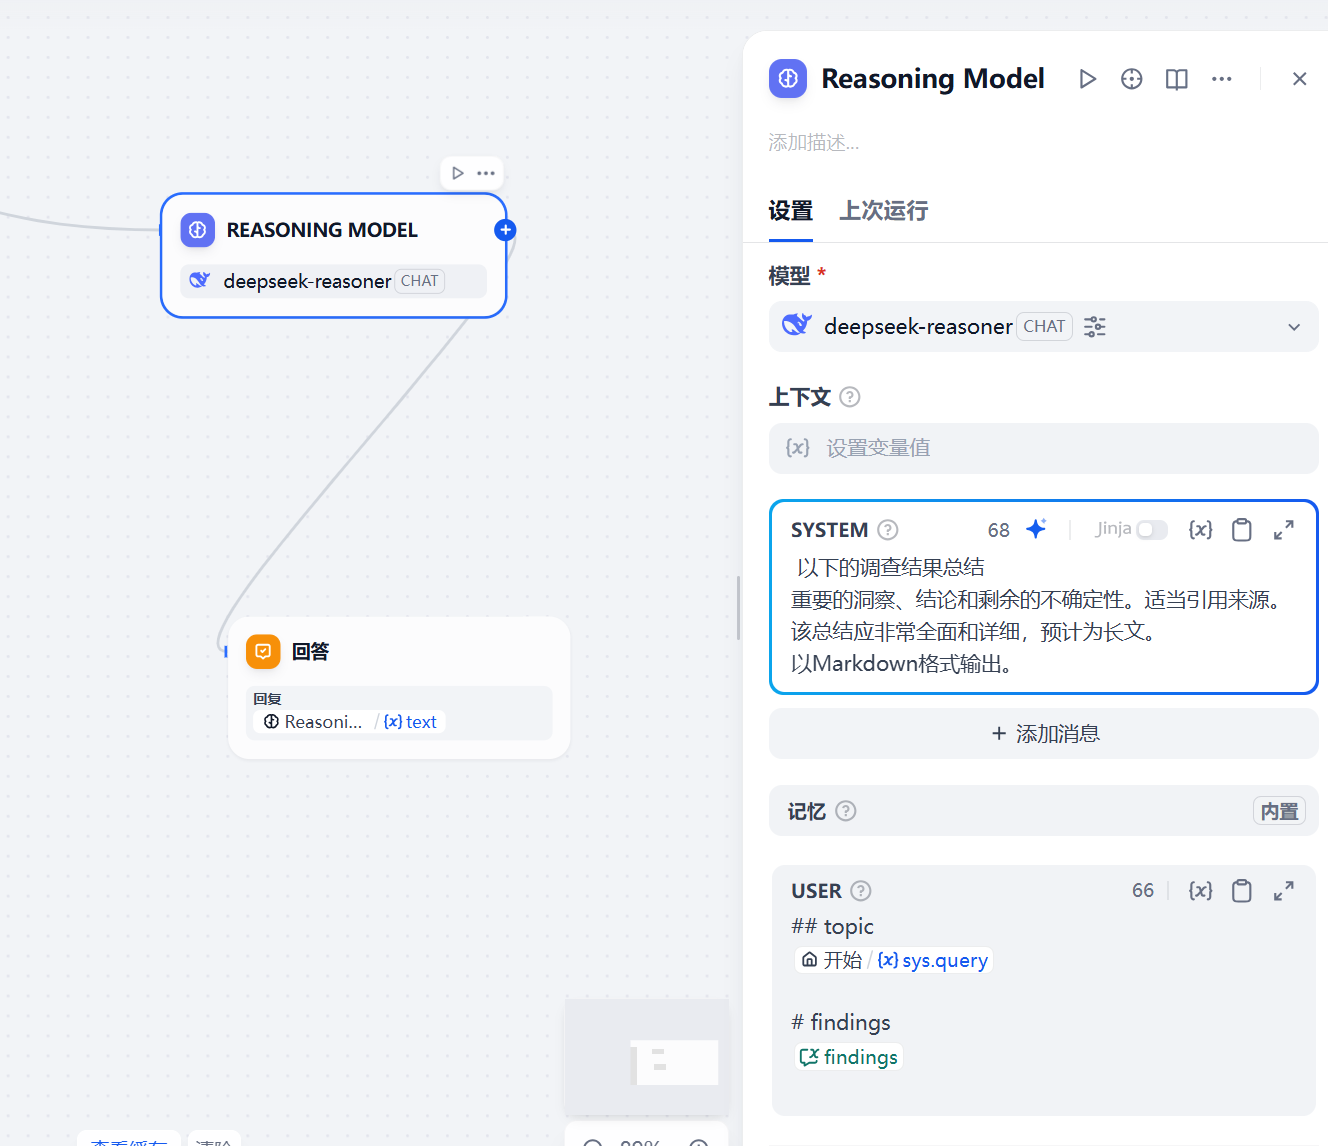 REASONING MODEL
deepseek-reasoner CHAT
回答
回复
Reasoni... / {x} text
Reasoning Model
添加描述...
设置 上次运行
模型 *
deepseek-reasoner CHAT
上下文
{x} 设置变量值
SYSTEM 68 Jinja {x}
以下的调查结果总结
重要的洞察、结论和剩余的不确定性。适当引用来源。
该总结应非常全面和详细，预计为长文。
以Markdown格式输出。
+ 添加消息
记忆 内置
USER 66 {x}
## topic
开始 / {x} sys.query
# findings
findings